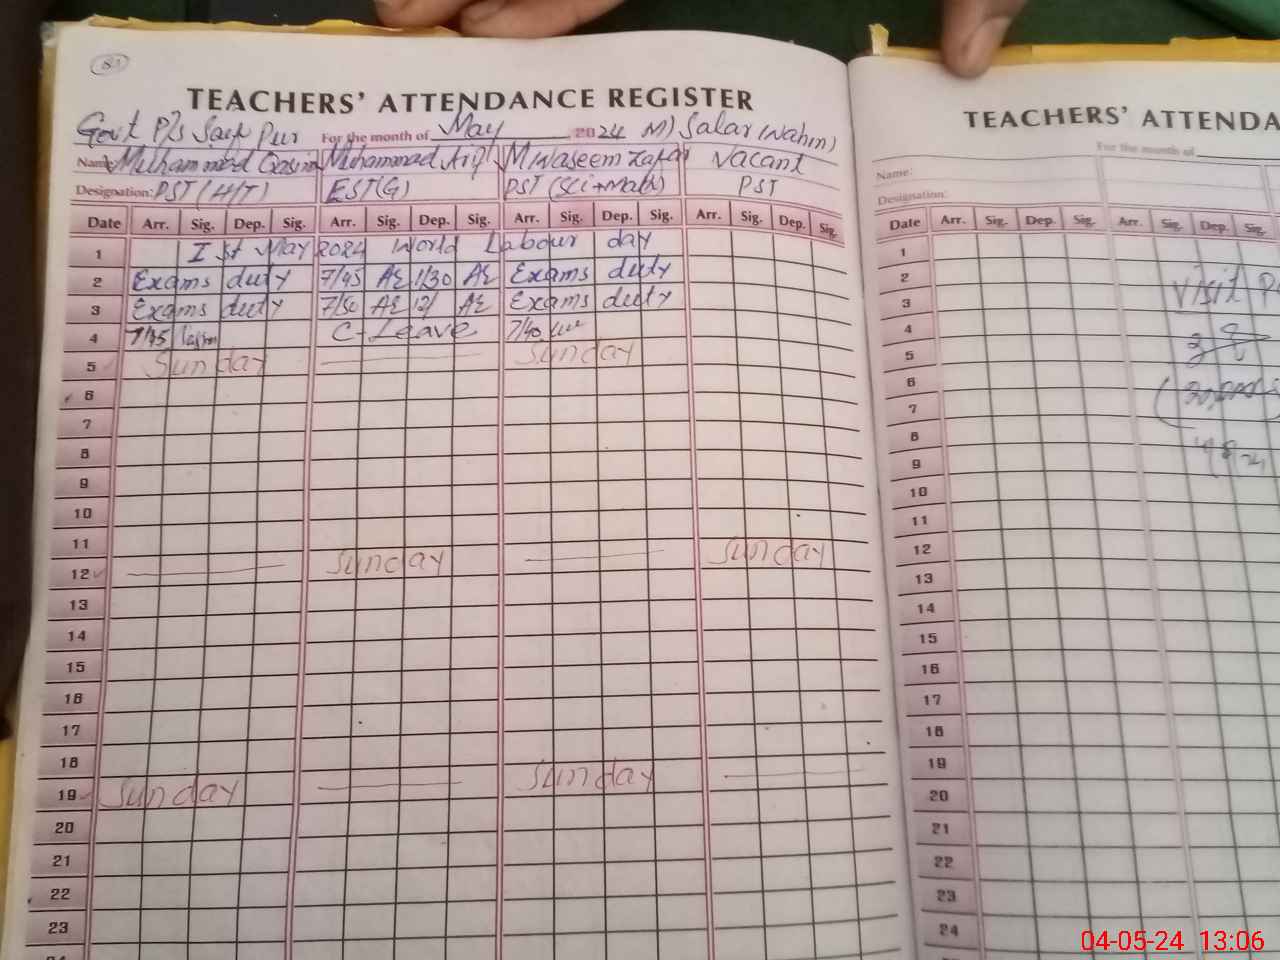 TEACHERS' ATTENDANCE REGISTER
Govt P/S Saif Pur For the month of May 2024 M) Salar (Nahm)
Name: Muhammad Qasim Muhammad Arif M Waseem Zafar Vacant
Designation: PST (H/T) EST(G) PST (Sci+Math) PST
Date Arr. Sig. Dep. Sig. Arr. Sig. Dep. Sig. Arr. Sig. Dep. Sig. Arr. Sig. Dep. Sig.
1 Ist May 2024 World Labour day
2 Exams duty 7/45 1/30 Exams duty
3 Exams duty 7/50 12/ Exams duty
4 7/45 C-Leave 7/40
5 Sunday Sunday
6
7
8
9
10
11
12 Sunday Sunday
13
14
15
16
17
18
19 Sunday Sunday
20
21
22
23
TEACHERS' ATTENDA
For the month of
Name:
Designation:
Date Arr. Sig. Dep. Sig. Arr. Sig. Dep. Sig.
1
2 Visit
3
4
5
6
7
8
9
10
11
12
13
14
15
16
17
18
19
20
21
22
23
24
04-05-24 13:06